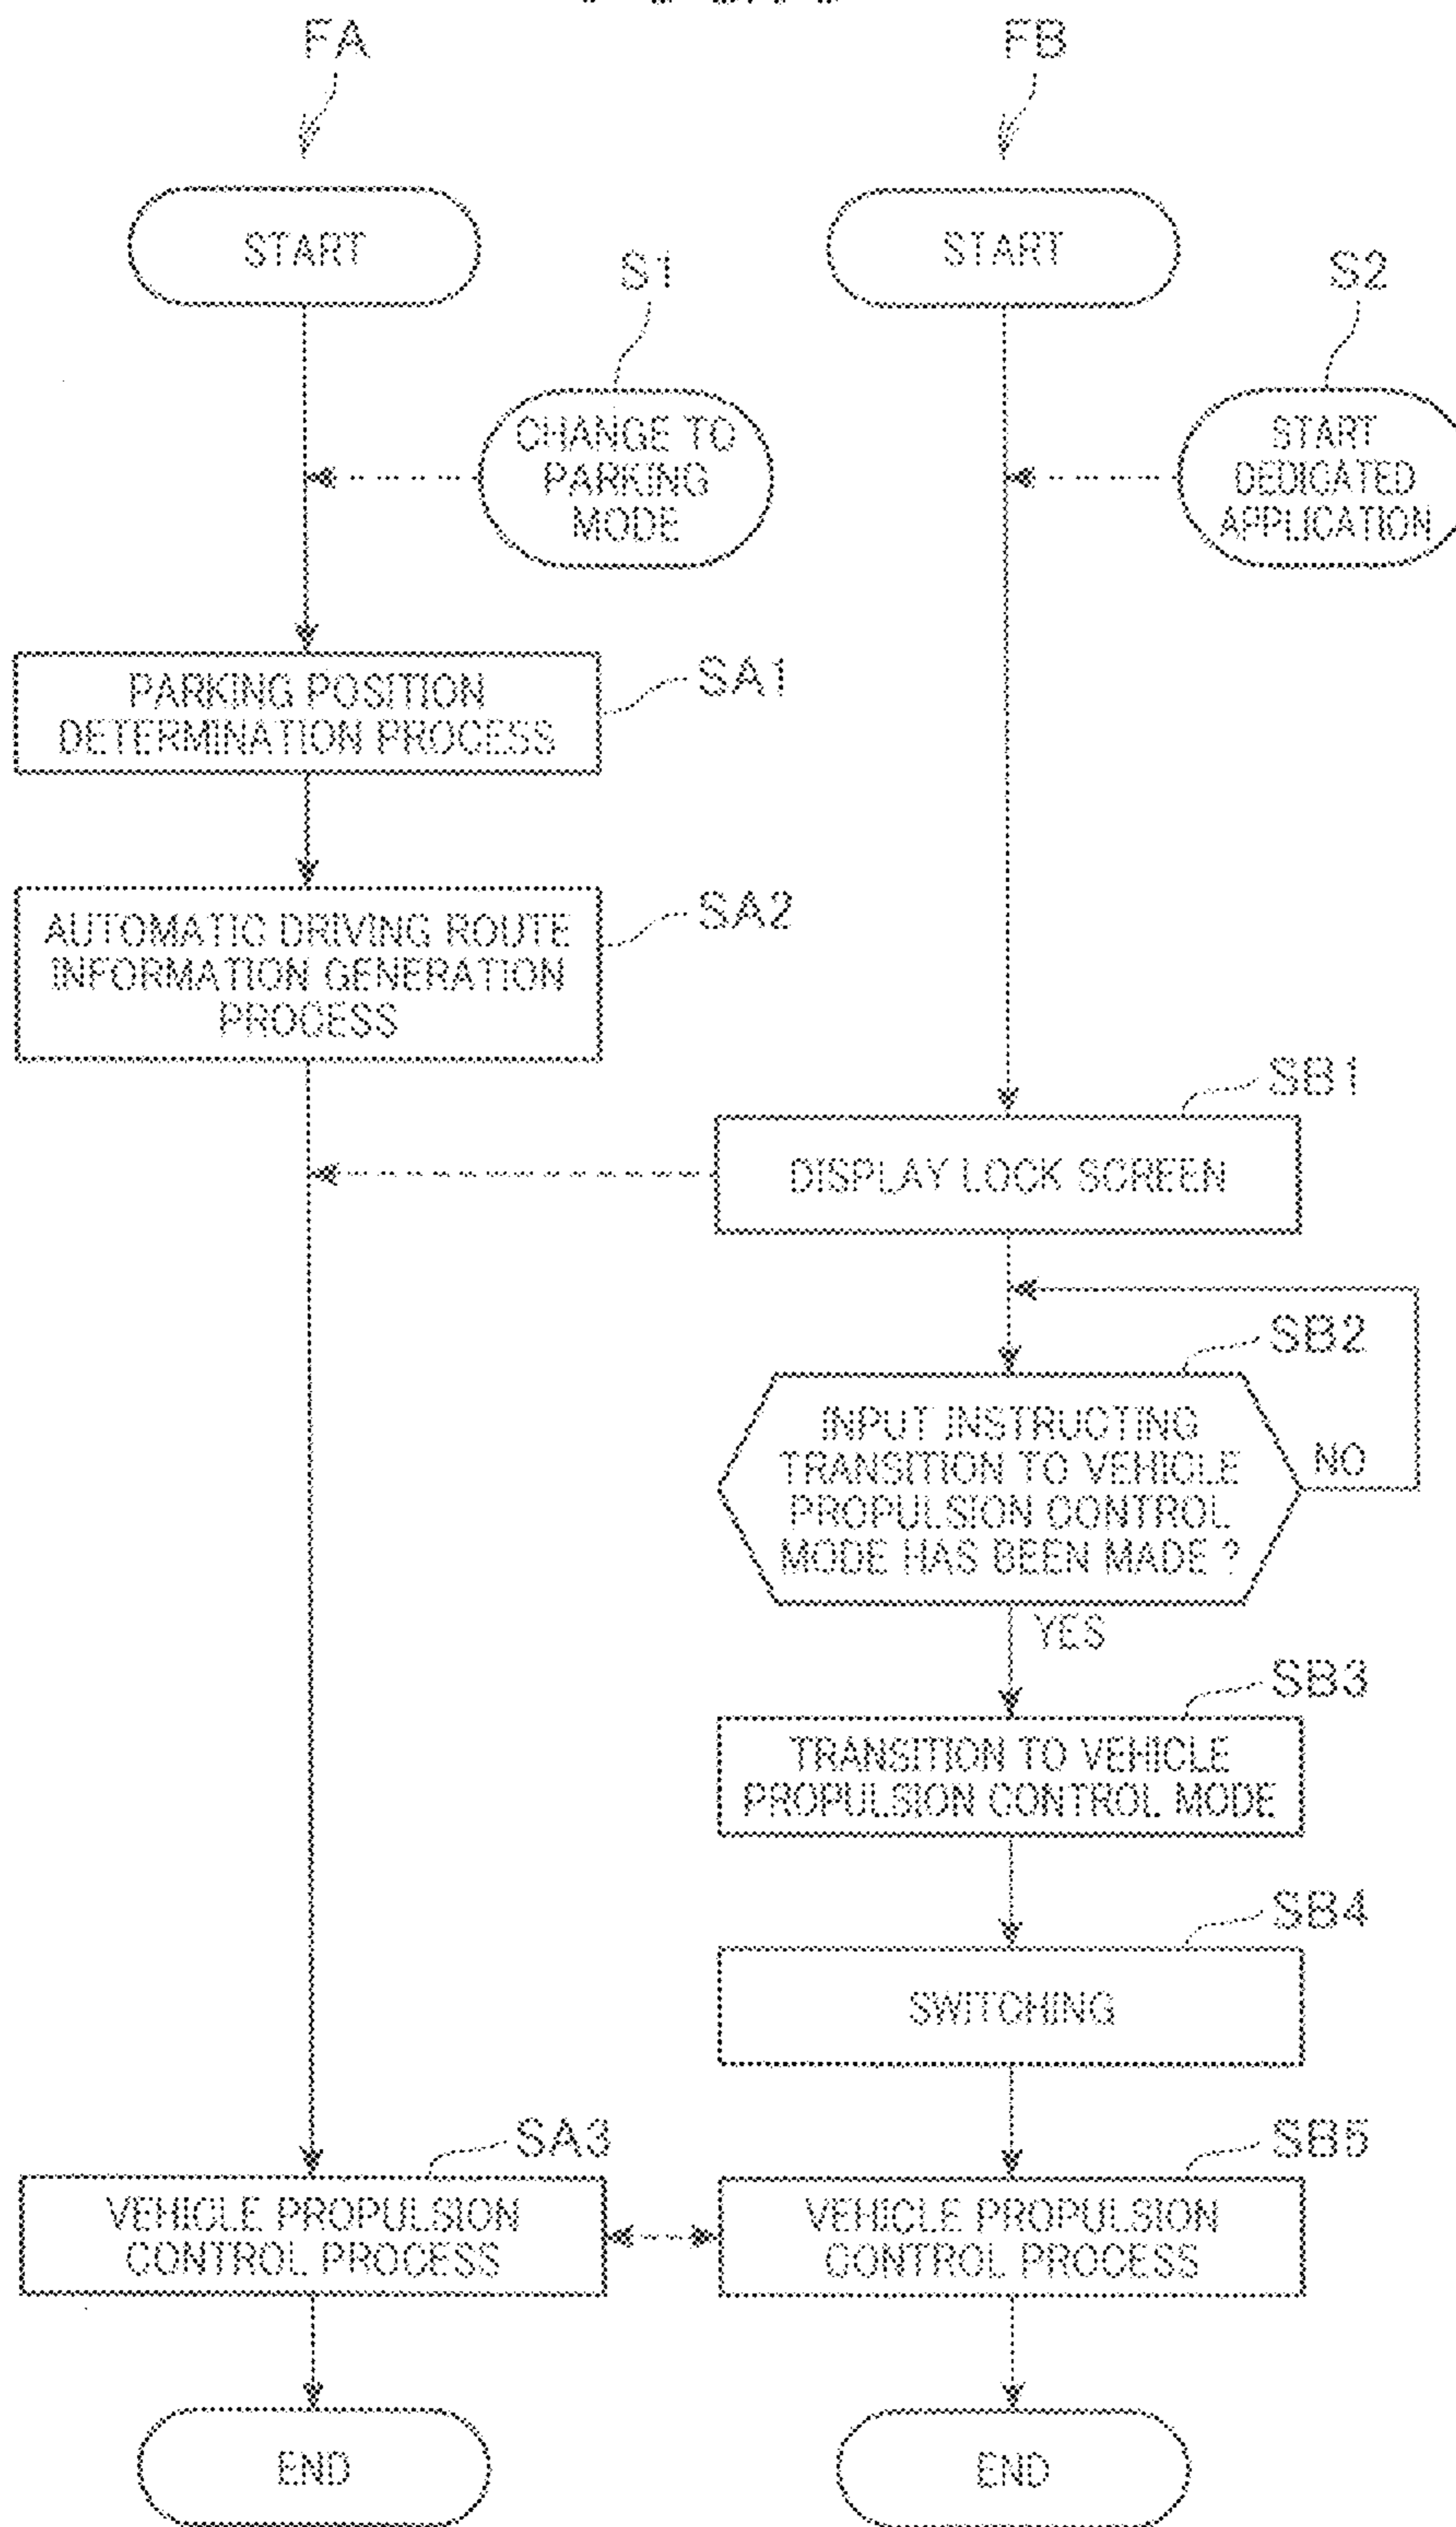 FA
FB
START
START
S1
S2
CHANGE TO
PARKING
MODE
START
DEDICATED
APPLICATION
PARKING POSITION
DETERMINATION PROCESS
SA1
AUTOMATIC DRIVING ROUTE
INFORMATION GENERATION
PROCESS
SA2
SB1
DISPLAY LOCK SCREEN
SB2
INPUT INSTRUCTING
TRANSITION TO VEHICLE
PROPULSION CONTROL
MODE HAS BEEN MADE ?
NO
YES
SB3
TRANSITION TO VEHICLE
PROPULSION CONTROL MODE
SB4
SWITCHING
SA3
SB5
VEHICLE PROPULSION
CONTROL PROCESS
VEHICLE PROPULSION
CONTROL PROCESS
END
END